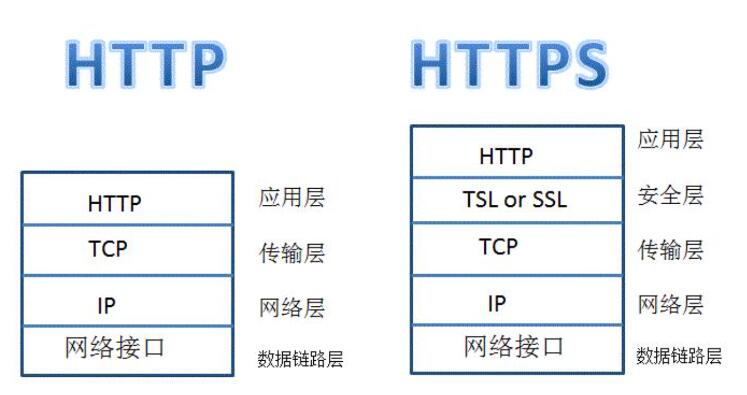 HTTP
HTTP 应用层
TCP 传输层
IP 网络层
网络接口 数据链路层
HTTPS
HTTP 应用层
TSL or SSL 安全层
TCP 传输层
IP 网络层
网络接口 数据链路层